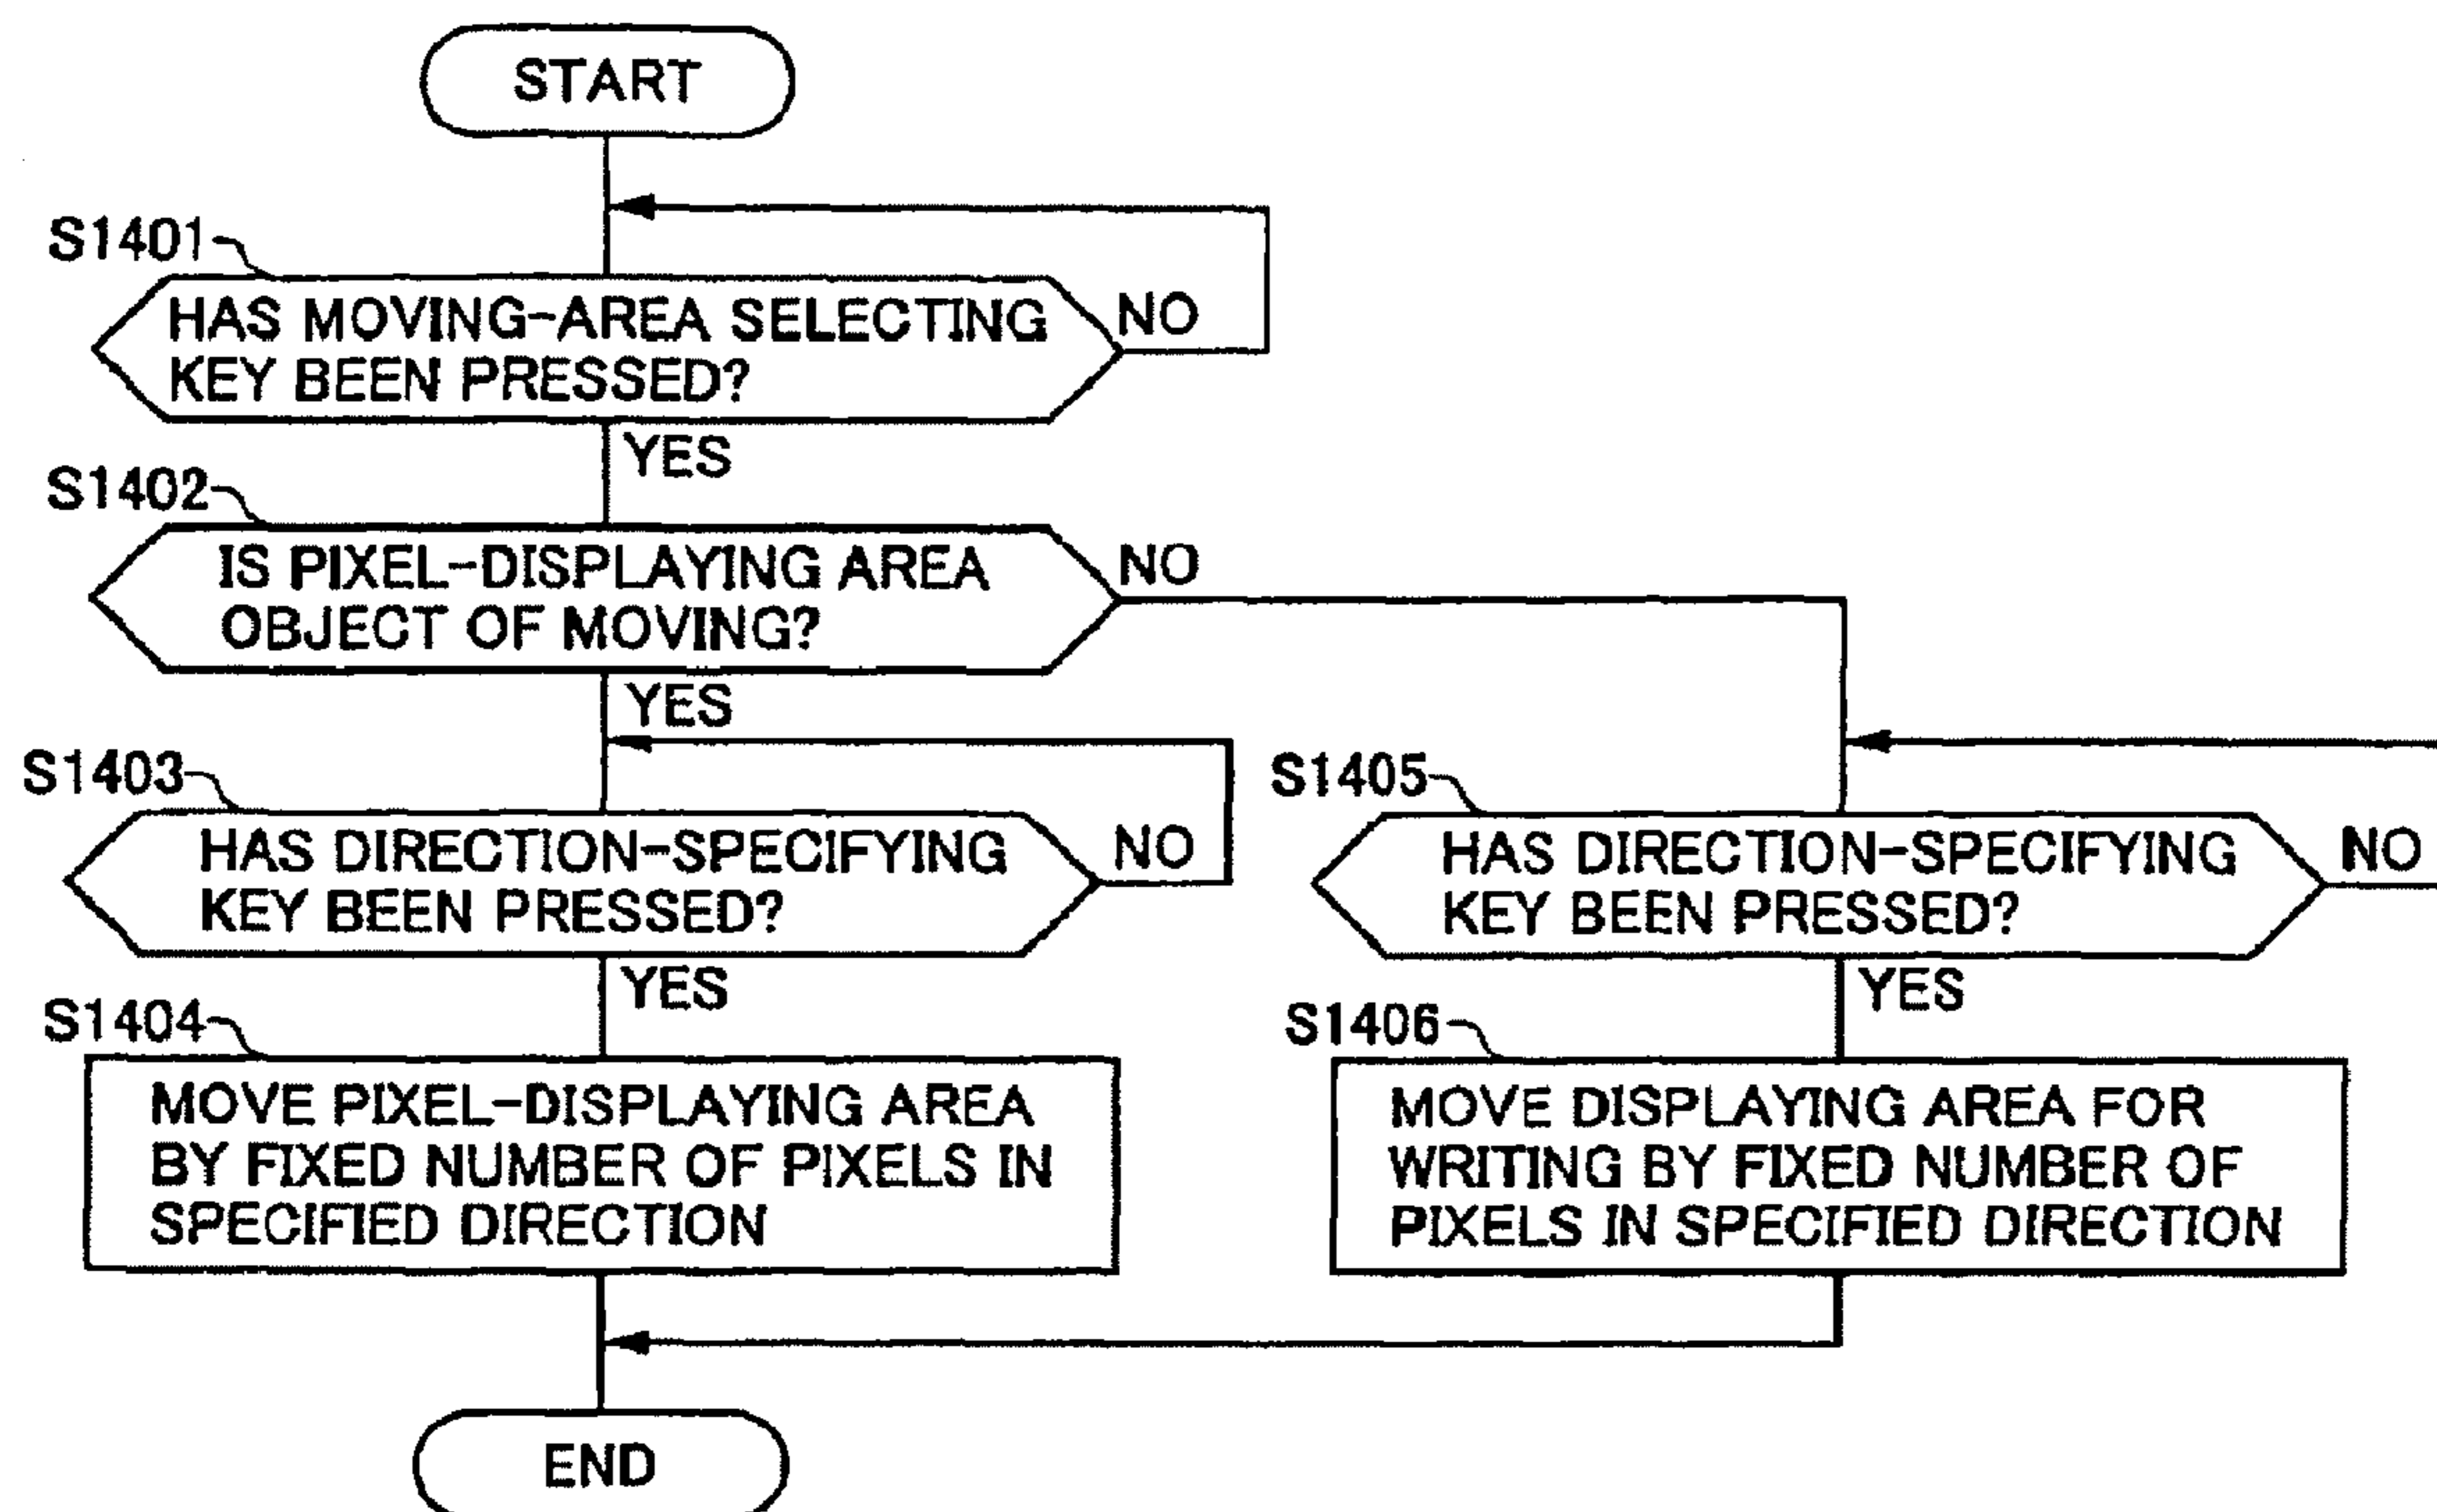 START
S1401
HAS MOVING-AREA SELECTING
KEY BEEN PRESSED?
NO
YES
S1402
IS PIXEL-DISPLAYING AREA
OBJECT OF MOVING?
NO
YES
S1403
HAS DIRECTION-SPECIFYING
KEY BEEN PRESSED?
NO
YES
S1404
MOVE PIXEL-DISPLAYING AREA
BY FIXED NUMBER OF PIXELS IN
SPECIFIED DIRECTION
S1405
HAS DIRECTION-SPECIFYING
KEY BEEN PRESSED?
NO
YES
S1406
MOVE DISPLAYING AREA FOR
WRITING BY FIXED NUMBER OF
PIXELS IN SPECIFIED DIRECTION
END